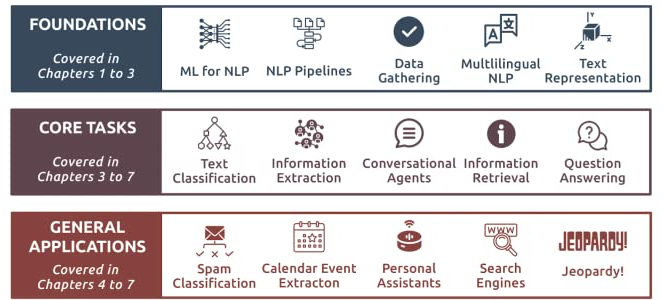 FOUNDATIONS
Covered in
Chapters 1 to 3
ML for NLP
NLP Pipelines
Data
Gathering
A 文
Multlilingual
NLP
Y
X
Z
Text
Representation
CORE TASKS
Covered in
Chapters 3 to 7
Text
Classification
Information
Extraction
Conversational
Agents
i
Information
Retrieval
?
Question
Answering
GENERAL
APPLICATIONS
Covered in
Chapters 4 to 7
Spam
Classification
Calendar Event
Extracton
Personal
Assistants
WWW
Search
Engines
JEOPARDY!
Jeopardy!